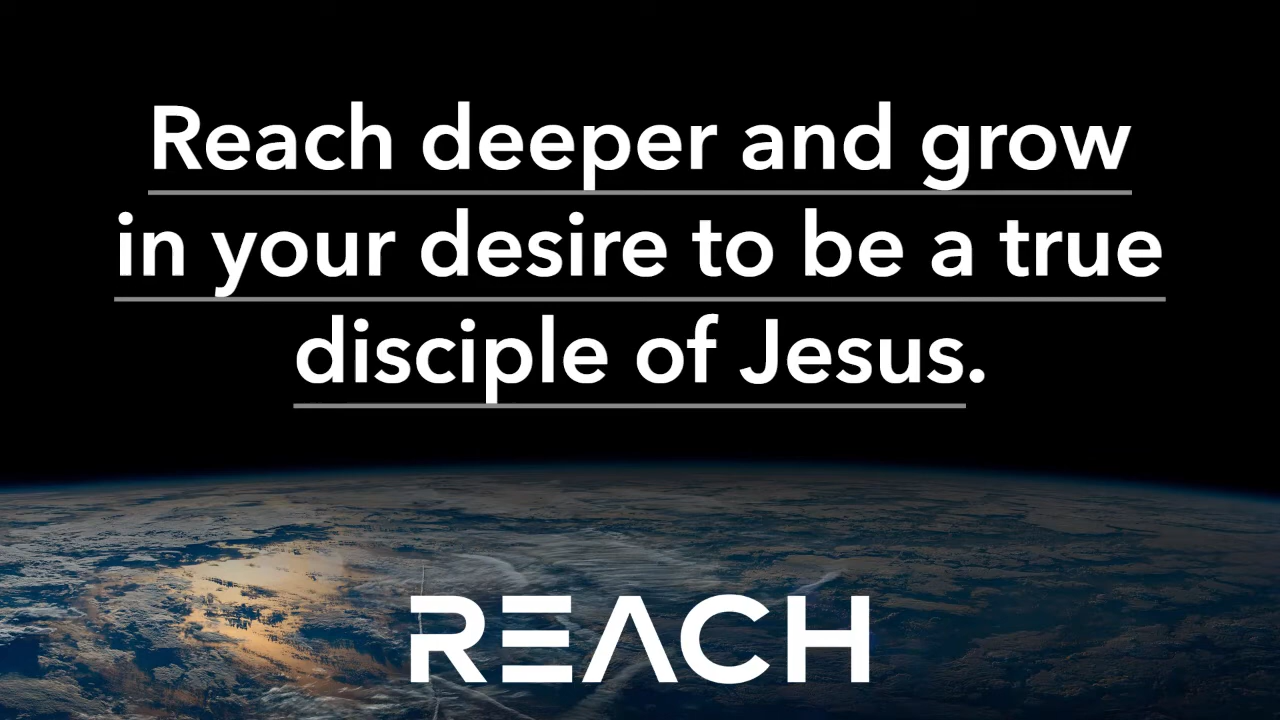 Reach deeper and grow
in your desire to be a true
disciple of Jesus.
REACH